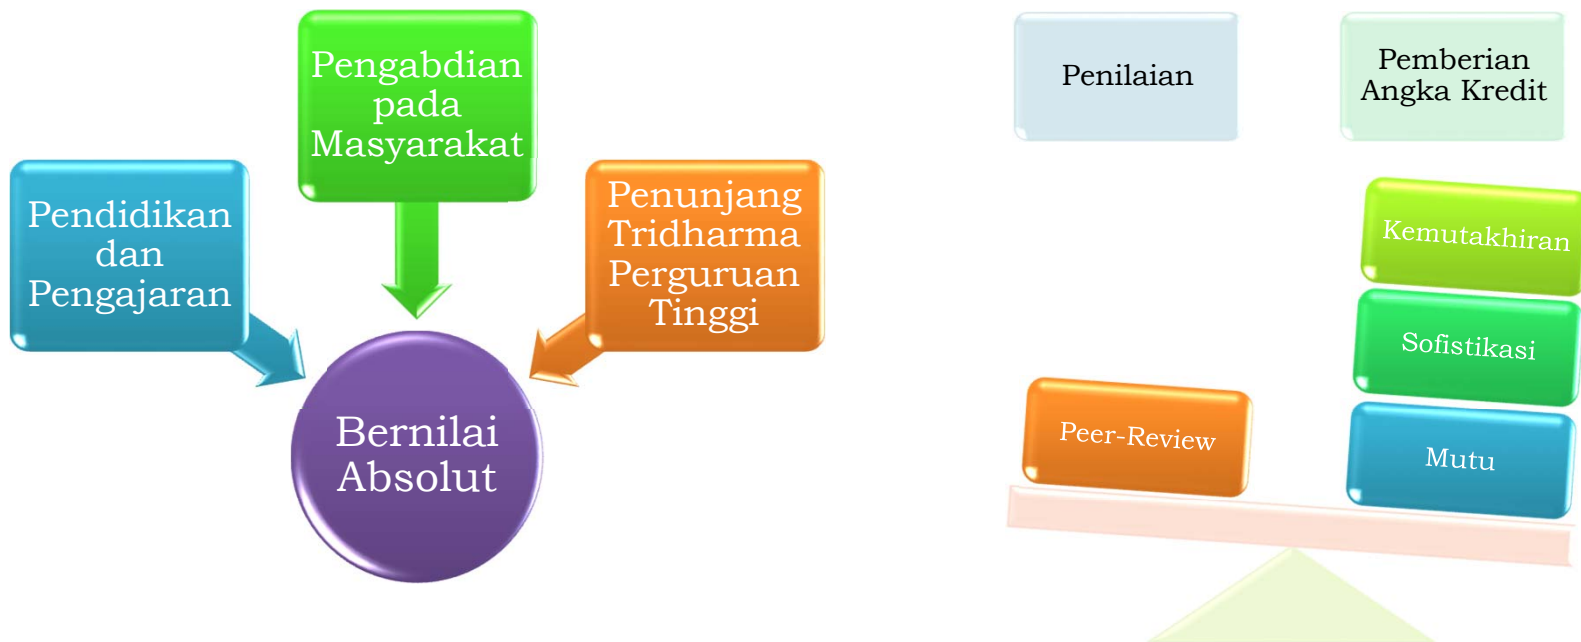 Pengabdian
pada
Masyarakat
Pendidikan
dan
Pengajaran
Penunjang
Tridharma
Perguruan
Tinggi
Bernilai
Absolut
Penilaian
Pemberian
Angka Kredit
Kemutakhiran
Sofistikasi
Mutu
Peer-Review